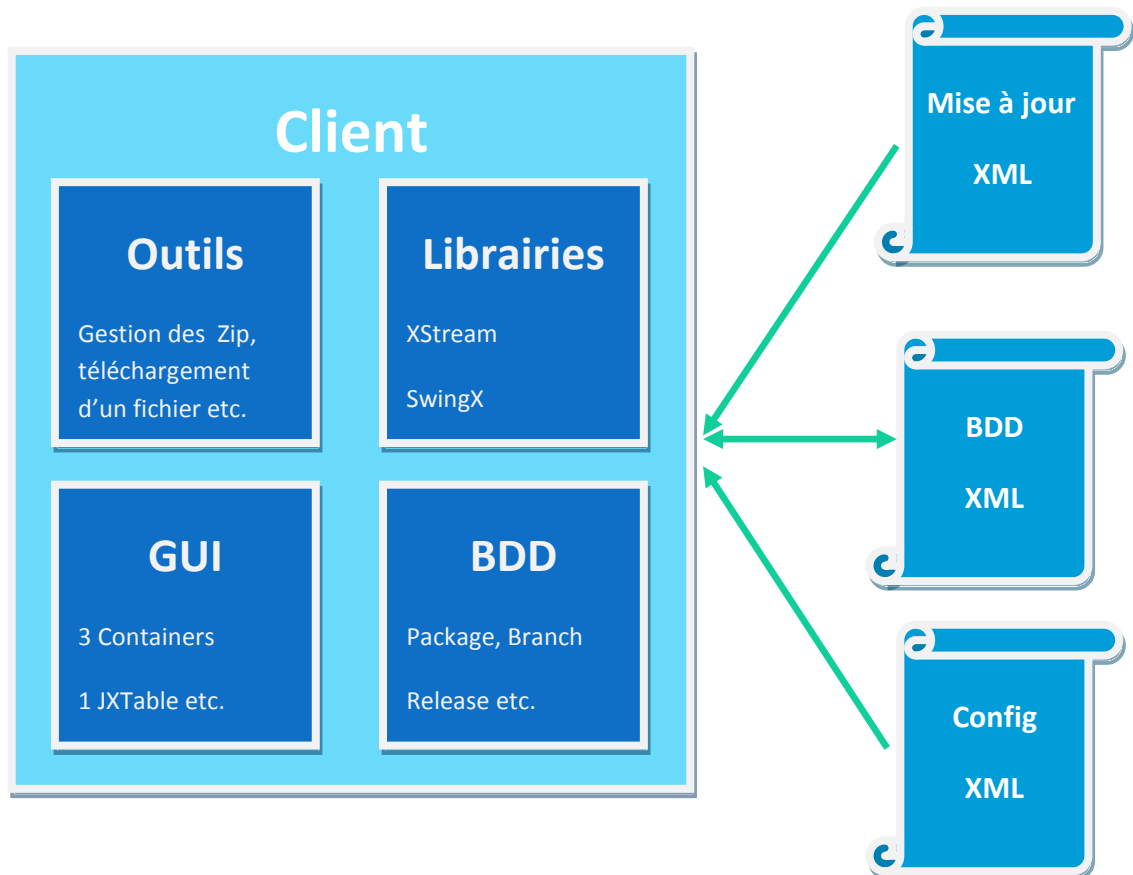 Client
Outils
Gestion des  Zip,
téléchargement
d’un fichier etc.
Librairies
XStream
SwingX
GUI
3 Containers
1 JXTable etc.
BDD
Package, Branch
Release etc.
Mise à jour
XML
BDD
XML
Config
XML